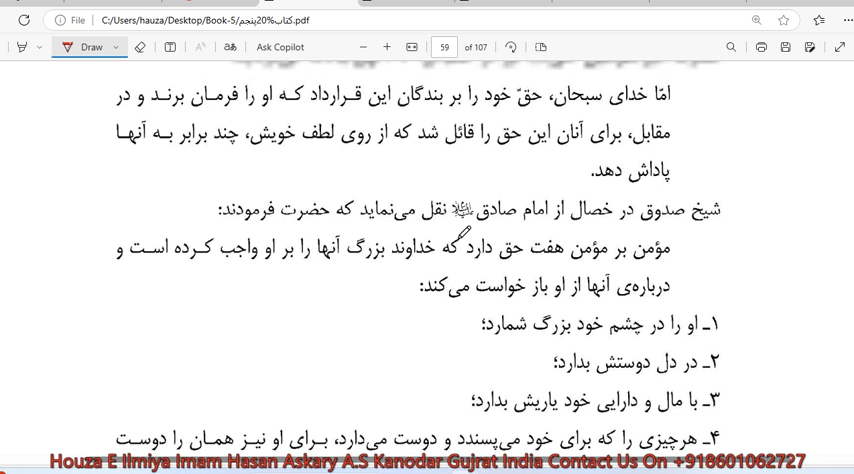 File
C:/Users/hauza/Desktop/Book-5/کتاب%20پنجم.pdf
Draw
Ask Copilot
59 of 107
امّا خدای سبحان، حقّ خود را بر بندگان این قرارداد که او را فرمان برند و در
مقابل، برای آنان این حق را قائل شد که از روی لطف خویش، چند برابر به آنها
پاداش دهد.
شیخ صدوق در خصال از امام صادق نقل می‌نماید که حضرت فرمودند:
مؤمن بر مؤمن هفت حق دارد که خداوند بزرگ آنها را بر او واجب کرده است و
درباره‌ی آنها از او باز خواست می‌کند:
۱ـ او را در چشم خود بزرگ شمارد؛
۲ـ در دل دوستش بدارد؛
۳ـ با مال و دارایی خود یاریش بدارد؛
۴ـ هرچیزی را که برای خود می‌پسندد و دوست می‌دارد، برای او نیز همان را دوست
Houza E Ilmiya Imam Hasan Askary A.S Kanodar Gujrat India Contact Us On +918601062727